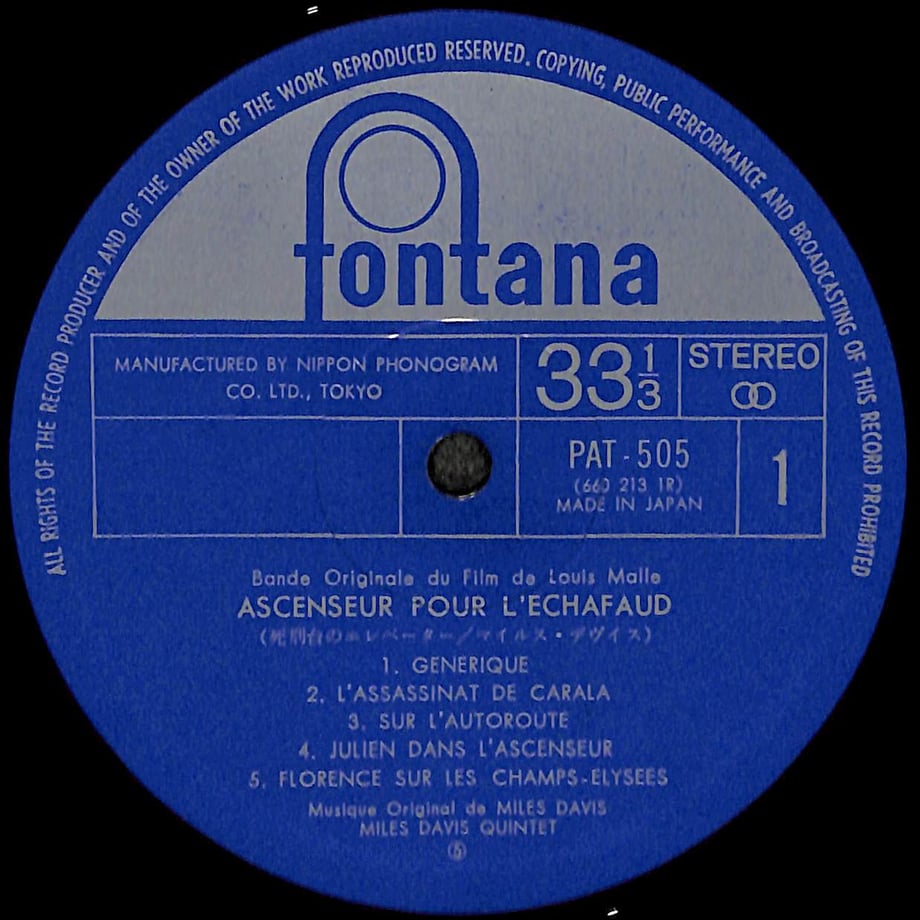 ALL RIGHTS OF THE RECORD PRODUCER AND OF THE OWNER OF THE WORK REPRODUCED RESERVED. COPYING, PUBLIC PERFORMANCE AND BROADCASTING OF THIS RECORD PROHIBITED
fontana
MANUFACTURED BY NIPPON PHONOGRAM
CO. LTD., TOKYO
33 1/3
STEREO
PAT-505
(660 213 1R)
MADE IN JAPAN
1
Bande Originale du Film de Louis Malle
ASCENSEUR POUR L'ECHAFAUD
(死刑台のエレベーター/マイルス・デヴィス)
1. GENERIQUE
2. L'ASSASSINAT DE CARALA
3. SUR L'AUTOROUTE
4. JULIEN DANS L'ASCENSEUR
5. FLORENCE SUR LES CHAMPS-ELYSEES
Musique Original de MILES DAVIS
MILES DAVIS QUINTET